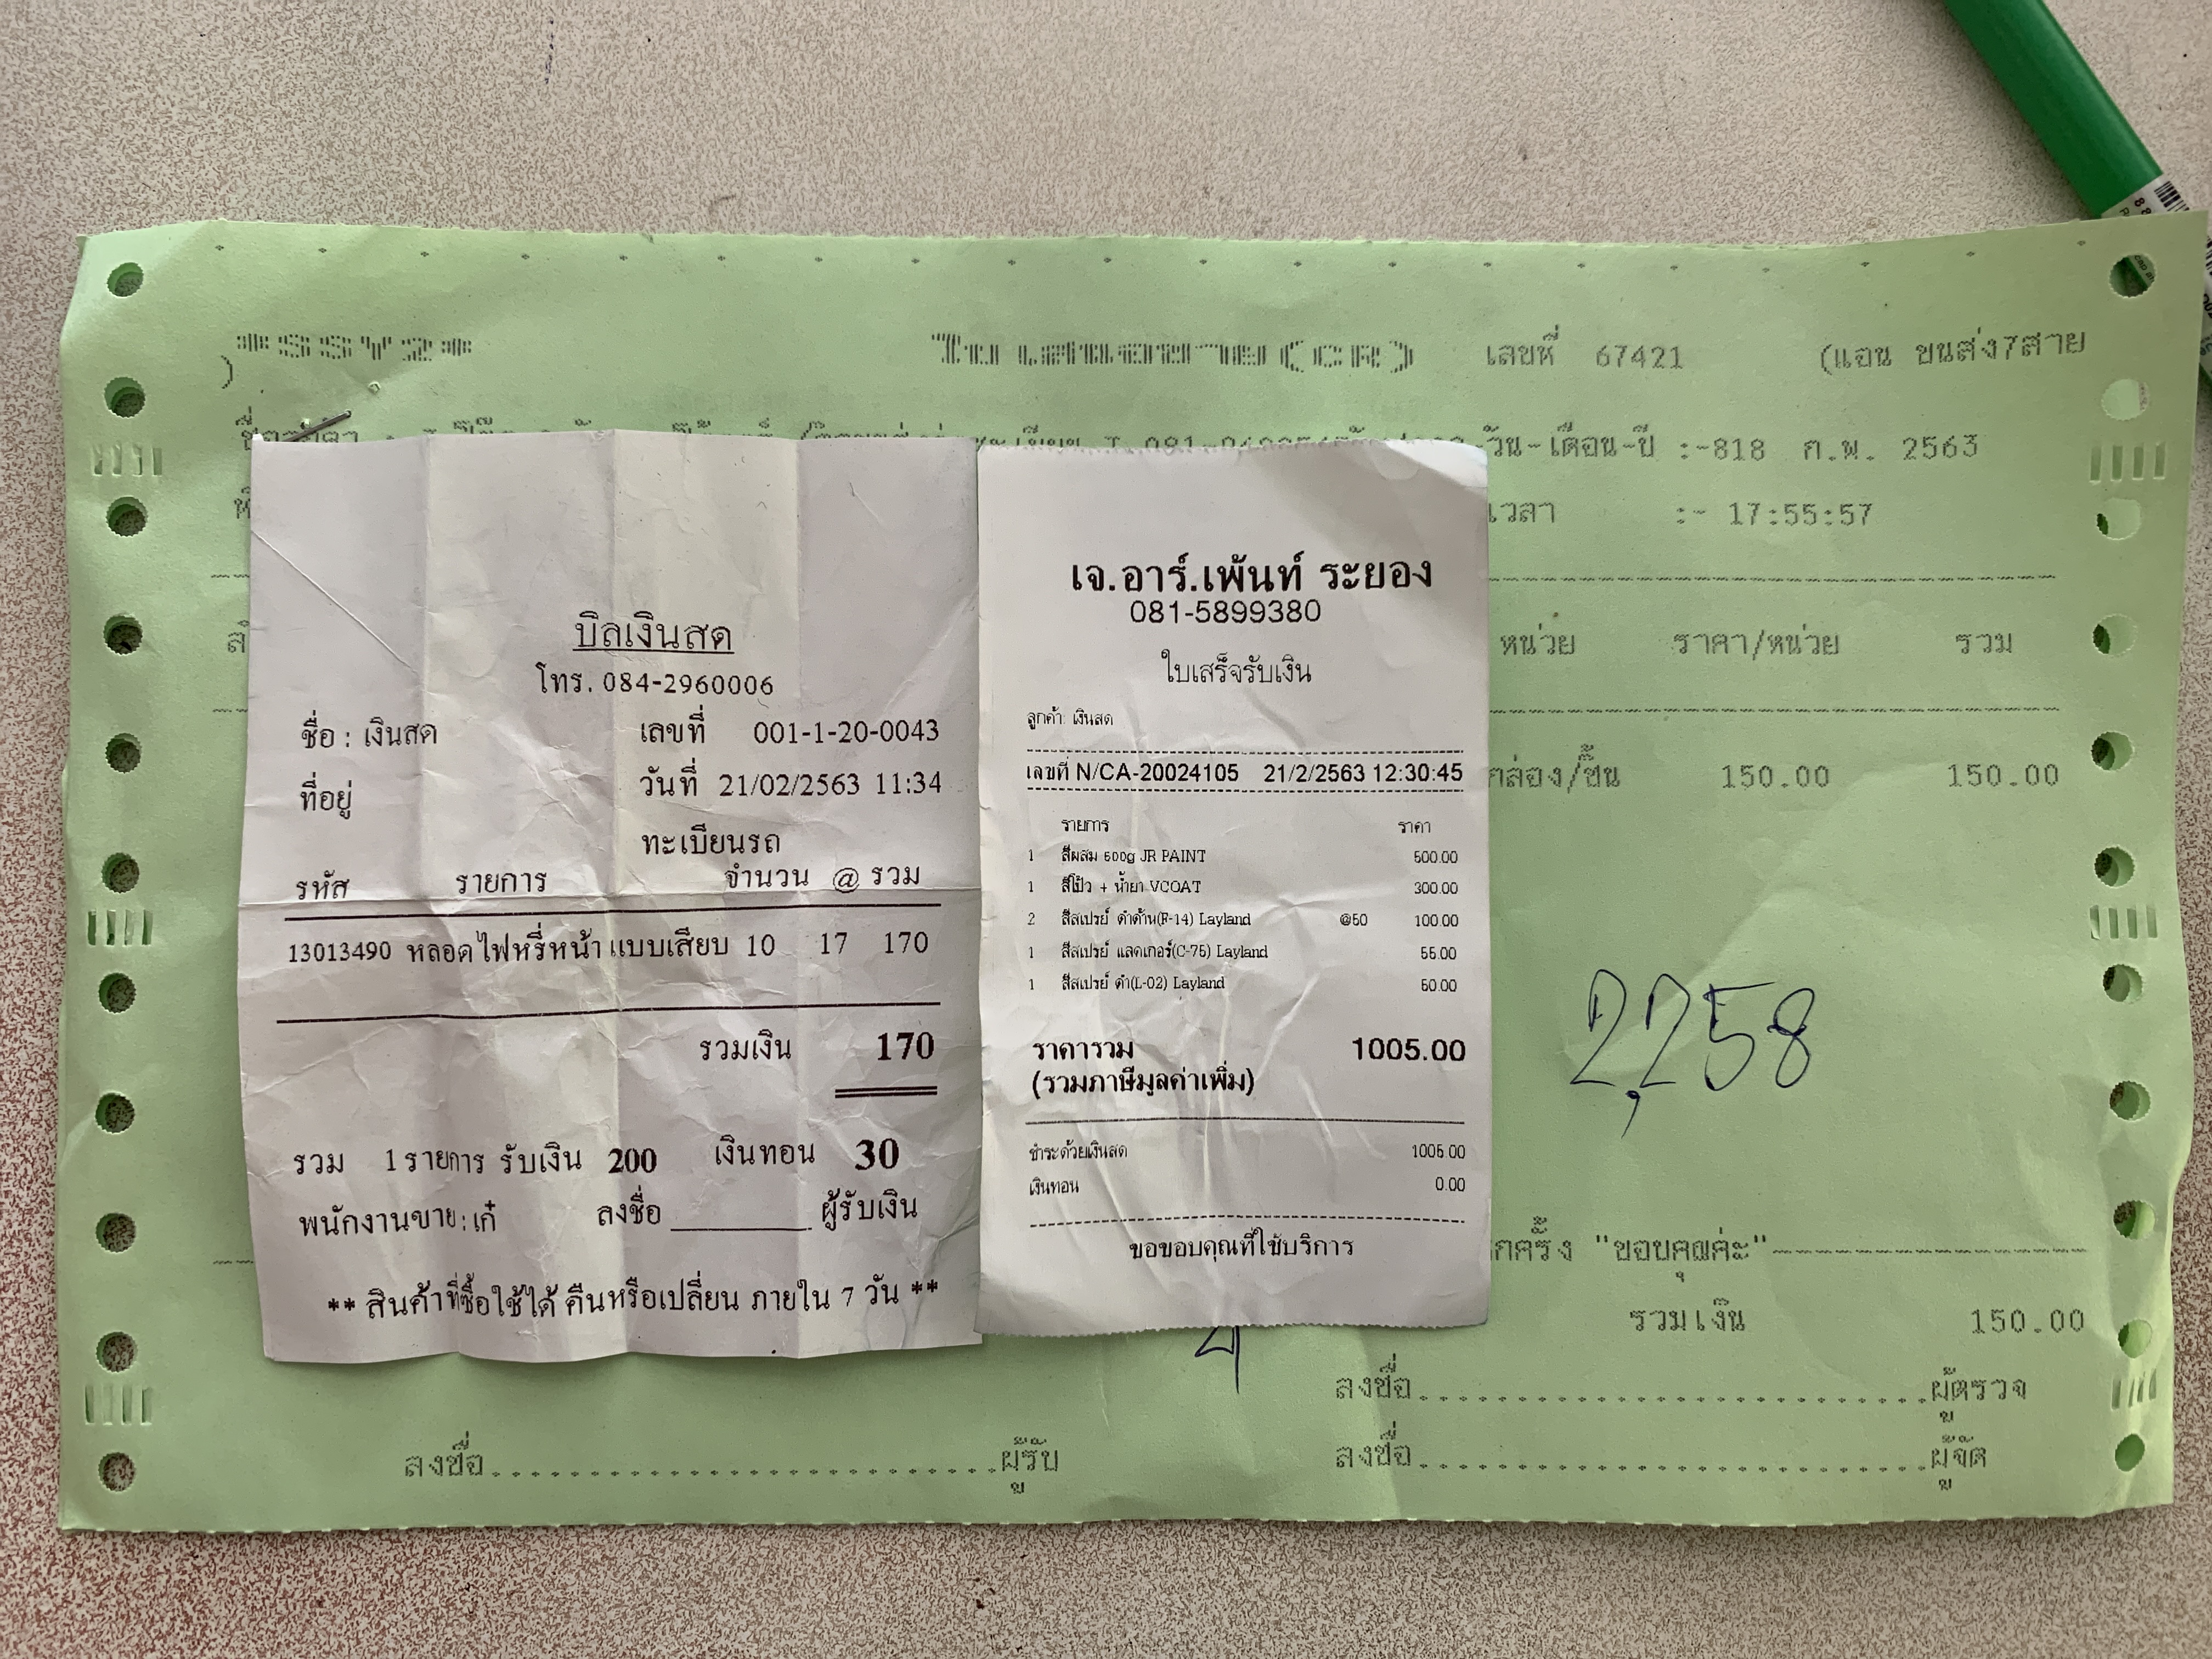 *SSY2* ใบเสนอขาย(CR) เลขที่ 67421 (แอน ขนส่ง7สาย
)
วัน-เดือน-ปี :-818 ก.พ. 2563
เวลา :- 17:55:57
หน่วย ราคา/หน่วย รวม
กล่อง/ชิ้น 150.00 150.00
2,258
"ขอบคุณค่ะ"
รวมเงิน 150.00
ลงชื่อ ผู้ตรวจ
ลงชื่อ ผู้รับ ลงชื่อ ผู้จัด
บิลเงินสด
โทร. 084-2960006
ชื่อ : เงินสด เลขที่ 001-1-20-0043
ที่อยู่ วันที่ 21/02/2563 11:34
ทะเบียนรถ
รหัส รายการ จำนวน @ รวม
13013490 หลอดไฟหรี่หน้า แบบเสียบ 10 17 170
รวมเงิน 170
รวม 1 รายการ รับเงิน 200 เงินทอน 30
พนักงานขาย: เก๋ ลงชื่อ ผู้รับเงิน
** สินค้าที่ซื้อใช้ได้ คืนหรือเปลี่ยน ภายใน 7 วัน **
เจ.อาร์.เพ้นท์ ระยอง
081-5899380
ใบเสร็จรับเงิน
ลูกค้า: เงินสด
เลขที่ N/CA-20024105 21/2/2563 12:30:45
รายการ ราคา
1 สีผสม 500g JR PAINT 500.00
1 สีโป๊ว + น้ำยา VCOAT 300.00
2 สีสเปรย์ ดำด้าน(F-14) Layland @50 100.00
1 สีสเปรย์ แลคเกอร์(C-75) Layland 55.00
1 สีสเปรย์ ดำ(L-02) Layland 50.00
ราคารวม 1005.00
(รวมภาษีมูลค่าเพิ่ม)
ชำระด้วยเงินสด 1005.00
เงินทอน 0.00
ขอขอบคุณที่ใช้บริการ